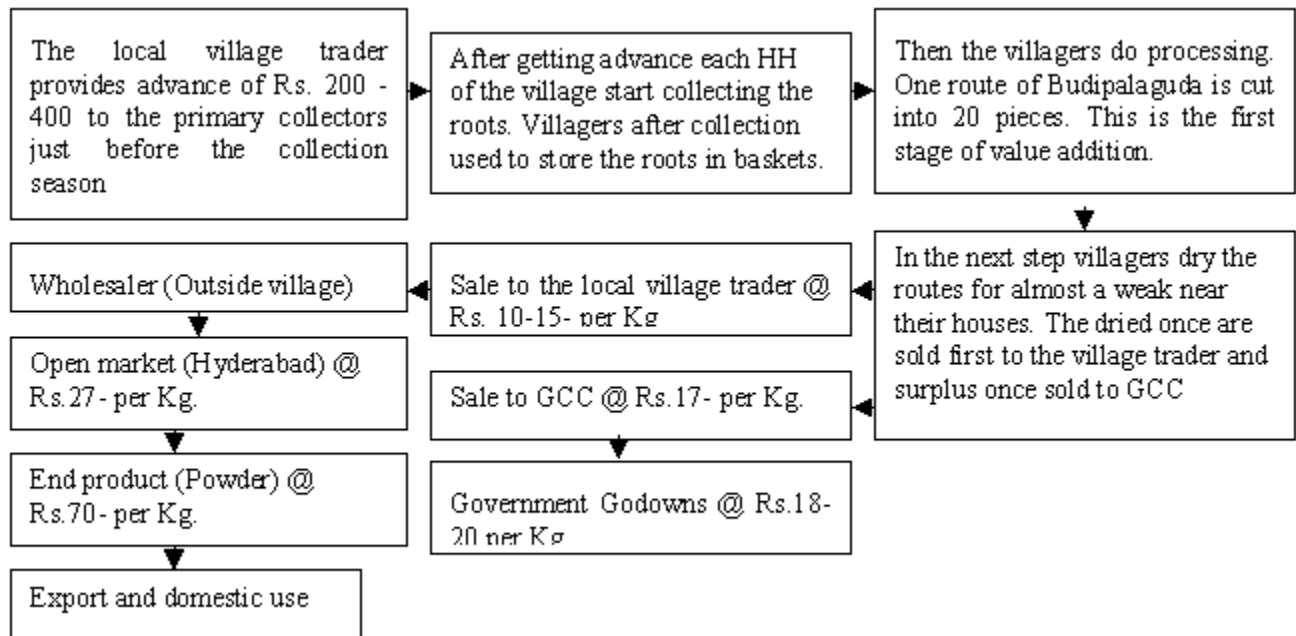 The local village trader
provides advance of Rs. 200 -
400 to the primary collectors
just before the collection
season
After getting advance each HH
of the village start collecting the
roots. Villagers after collection
used to store the roots in baskets.
Then the villagers do processing.
One route of Budipalaguda is cut
into 20 pieces. This is the first
stage of value addition.
In the next step villagers dry the
routes for almost a weak near
their houses. The dried once are
sold first to the village trader and
surplus once sold to GCC
Sale to the local village trader @
Rs. 10-15- per Kg
Wholesaler (Outside village)
Open market (Hyderabad) @
Rs.27- per Kg.
End product (Powder) @
Rs.70- per Kg.
Export and domestic use
Sale to GCC @ Rs.17- per Kg.
Government Godowns @ Rs.18-
20 per Kg